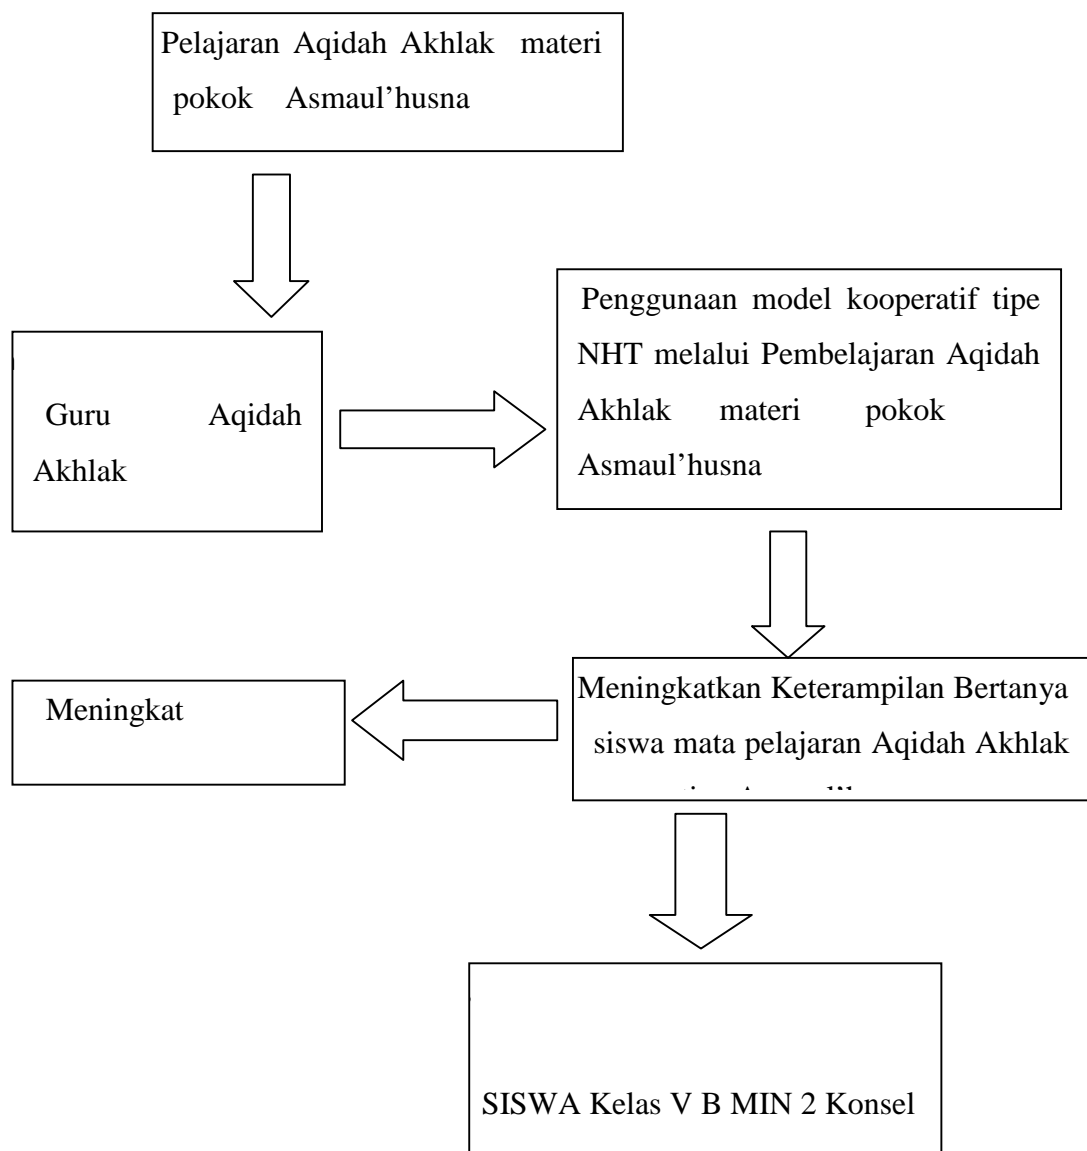 Pelajaran Aqidah Akhlak materi
pokok Asmaul'husna
Penggunaan model kooperatif tipe
NHT melalui Pembelajaran Aqidah
Akhlak materi pokok
Asmaul'husna
Guru Aqidah
Akhlak
Meningkatkan Keterampilan Bertanya
siswa mata pelajaran Aqidah Akhlak
Meningkat
SISWA Kelas V B MIN 2 Konsel